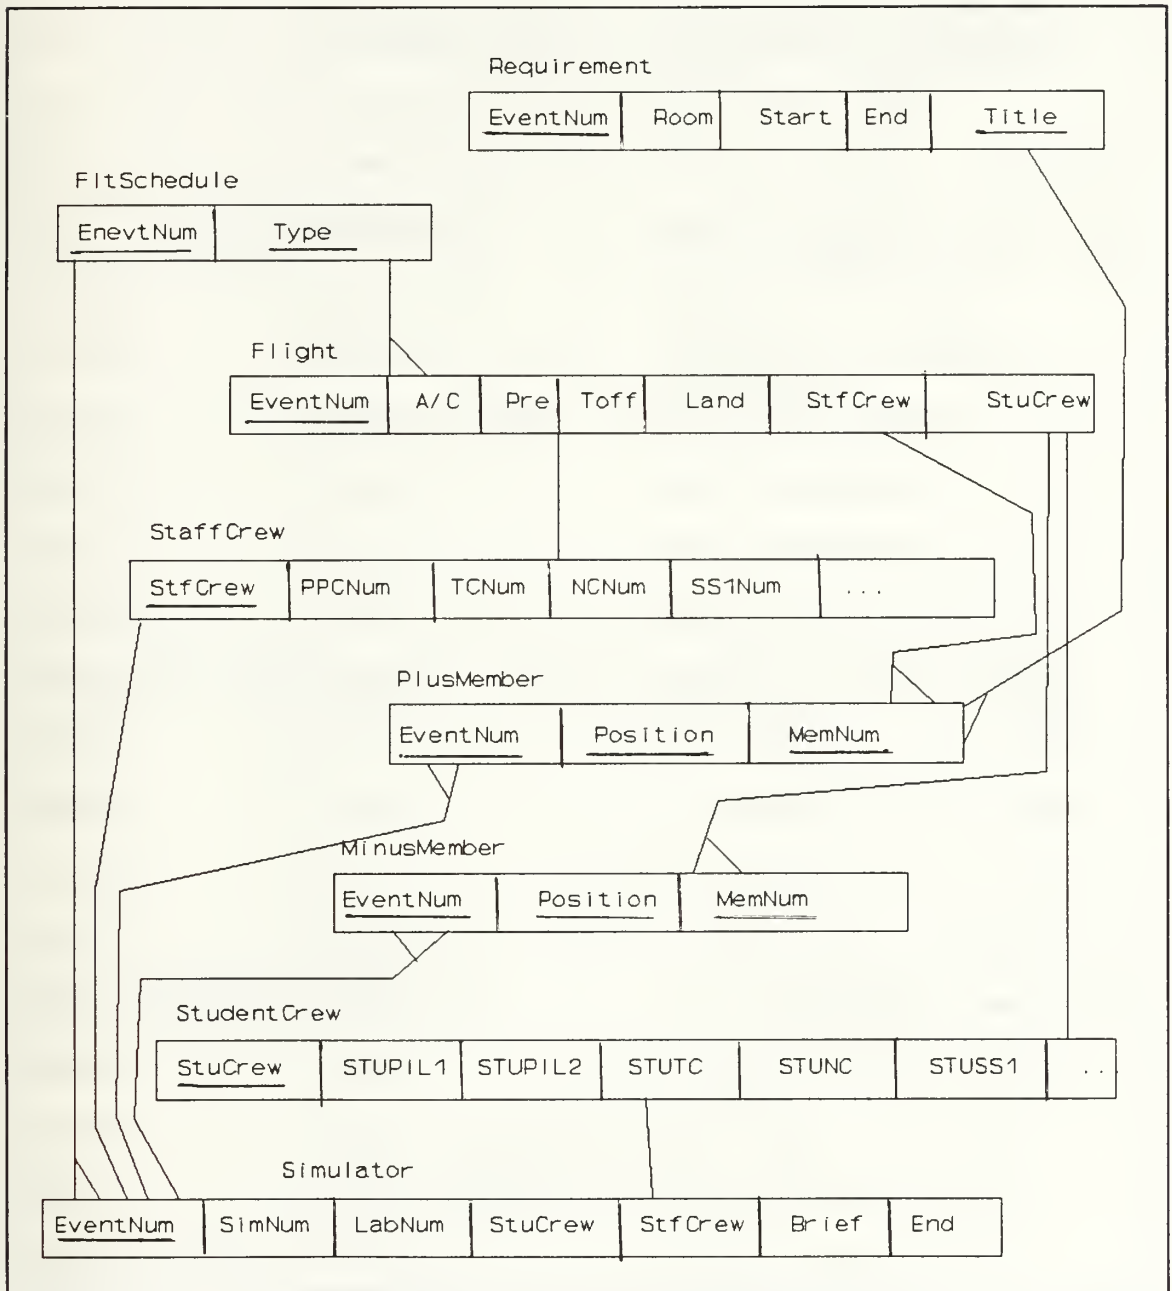 Requirement
EventNum Room Start End Title
FltSchedule
EnevtNum Type
Flight
EventNum A/C Pre Toff Land StfCrew StuCrew
StaffCrew
StfCrew PPCNum TCNum NCNum SS1Num ...
PlusMember
EventNum Position MemNum
MinusMember
EventNum Position MemNum
StudentCrew
StuCrew STUPIL1 STUPIL2 STUTC STUNC STUSS1 ..
Simulator
EventNum SimNum LabNum StuCrew StfCrew Brief End